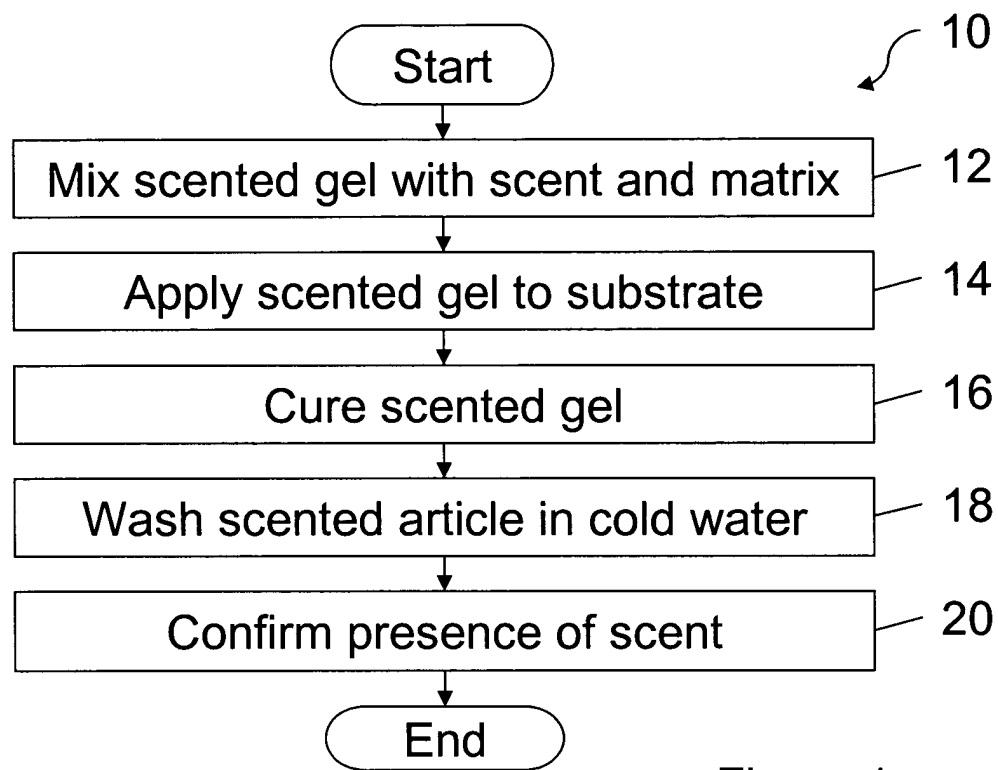 10
Start
Mix scented gel with scent and matrix
12
Apply scented gel to substrate
14
Cure scented gel
16
Wash scented article in cold water
18
Confirm presence of scent
20
End